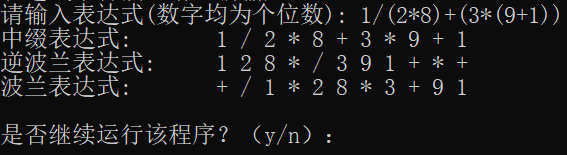 请输入表达式(数字均为个位数): 1/(2*8)+(3*(9+1))
中缀表达式: 1 / 2 * 8 + 3 * 9 + 1
逆波兰表达式: 1 2 8 * / 3 9 1 + * +
波兰表达式: + / 1 * 2 8 * 3 + 9 1
是否继续运行该程序？（y/n）: